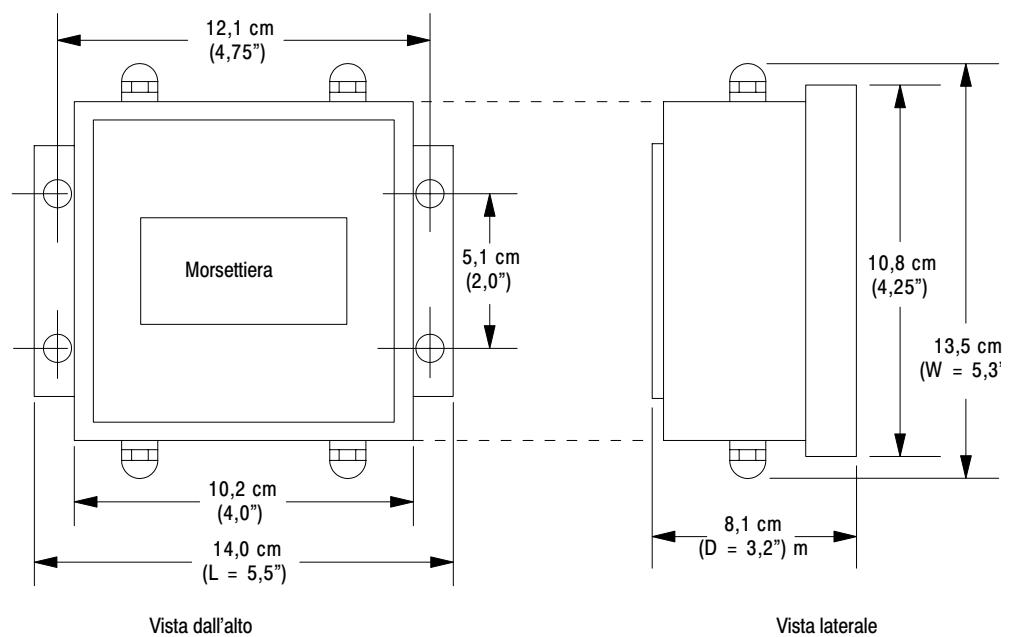 12,1 cm
(4,75”)
Morsettiera
5,1 cm
(2,0”)
10,8 cm
(4,25”)
13,5 cm
(W = 5,3”
10,2 cm
(4,0”)
14,0 cm
(L = 5,5”)
8,1 cm
(D = 3,2”) m
Vista dall'alto
Vista laterale